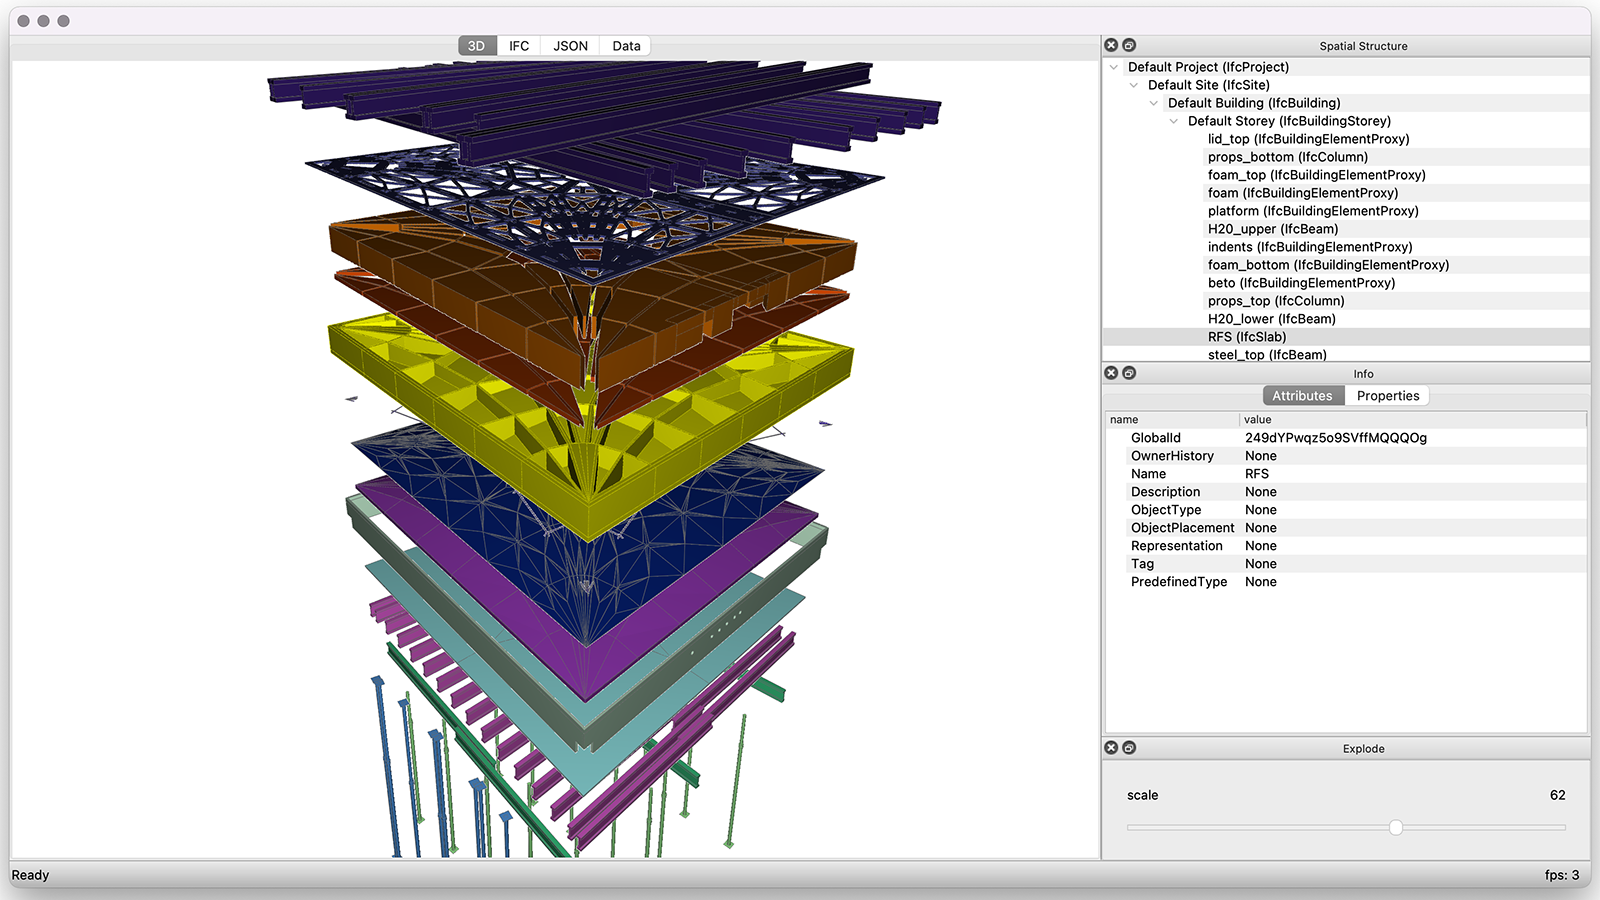 3D IFC JSON Data
Spatial Structure
Default Project (IfcProject)
Default Site (IfcSite)
Default Building (IfcBuilding)
Default Storey (IfcBuildingStorey)
lid_top (IfcBuildingElementProxy)
props_bottom (IfcColumn)
foam_top (IfcBuildingElementProxy)
foam (IfcBuildingElementProxy)
platform (IfcBuildingElementProxy)
H20_upper (IfcBeam)
indents (IfcBuildingElementProxy)
foam_bottom (IfcBuildingElementProxy)
beto (IfcBuildingElementProxy)
props_top (IfcColumn)
H20_lower (IfcBeam)
RFS (IfcSlab)
steel_top (IfcBeam)
Info
Attributes Properties
name value
GlobalId 249dYPwqz5o9SVffMQQQOg
OwnerHistory None
Name RFS
Description None
ObjectType None
ObjectPlacement None
Representation None
Tag None
PredefinedType None
Explode
scale 62
Ready fps: 3